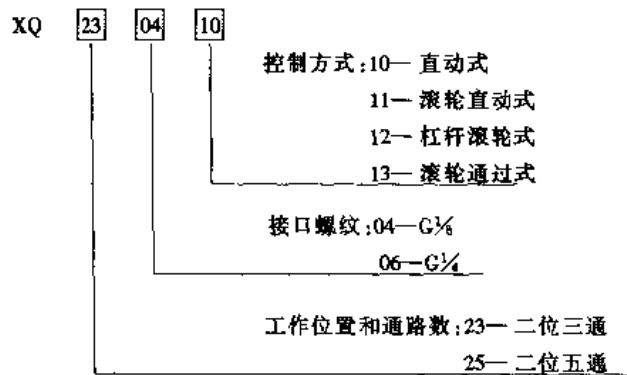 XQ 23 04 10
控制方式:10— 直动式
11— 滚轮直动式
12— 杠杆滚轮式
13— 滚轮通过式
接口螺纹:04—G⅛
06—G¼
工作位置和通路数:23— 二位三通
25— 二位五通